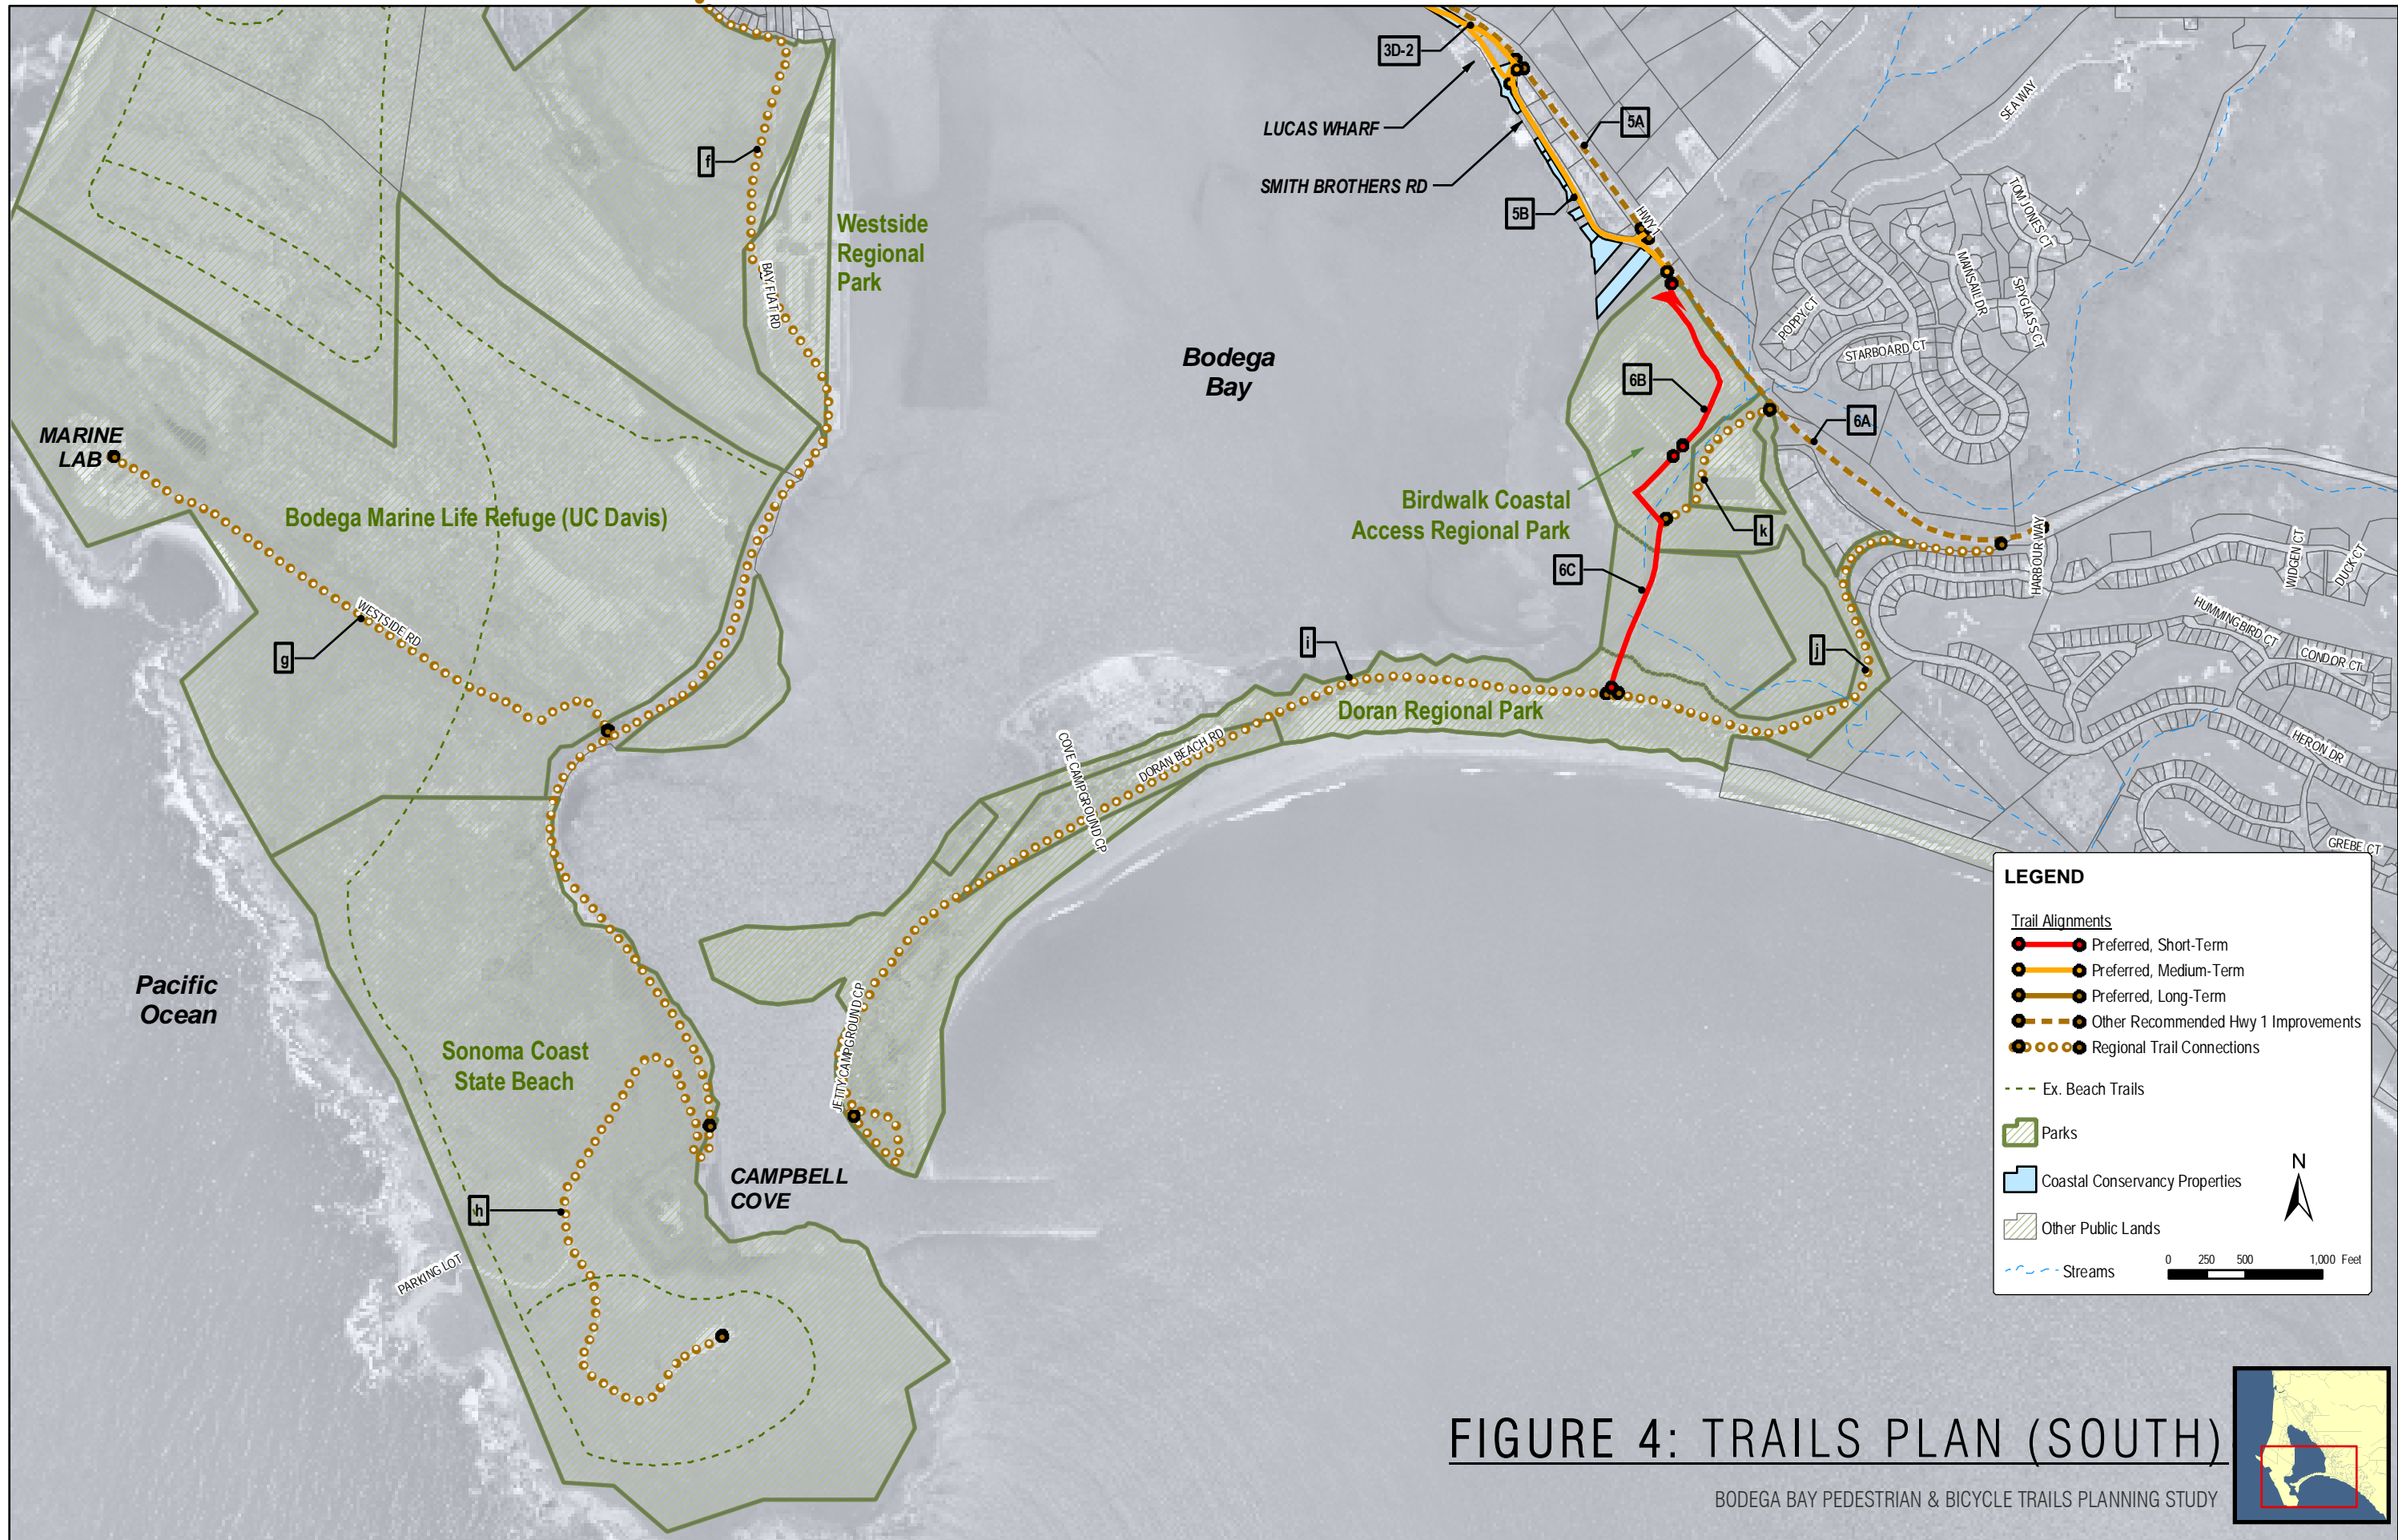 3D-2
LUCAS WHARF
5A
SMITH BROTHERS RD
5B
HWY 1
SEA WAY
TOM JONES CT
MAINSAIL DR
SPYGLASS CT
POPPY CT
STARBOARD CT
f
Westside
Regional
Park
BAY FLAT RD
Bodega
Bay
6B
6A
MARINE
LAB
Bodega Marine Life Refuge (UC Davis)
Birdwalk Coastal
Access Regional Park
k
6C
HARBOUR WAY
WIDGEN CT
DUCK CT
HUMMINGBIRD CT
CONDOR CT
HERON DR
GREBE CT
WESTSIDE RD
g
i
j
Doran Regional Park
DORAN BEACH RD
COVE CAMPGROUND CP
JETTY CAMPGROUND CP
Pacific
Ocean
Sonoma Coast
State Beach
CAMPBELL
COVE
h
PARKING LOT
LEGEND
Trail Alignments
Preferred, Short-Term
Preferred, Medium-Term
Preferred, Long-Term
Other Recommended Hwy 1 Improvements
Regional Trail Connections
Ex. Beach Trails
Parks
Coastal Conservancy Properties
Other Public Lands
Streams
N
0 250 500 1,000 Feet
FIGURE 4: TRAILS PLAN (SOUTH)
BODEGA BAY PEDESTRIAN & BICYCLE TRAILS PLANNING STUDY